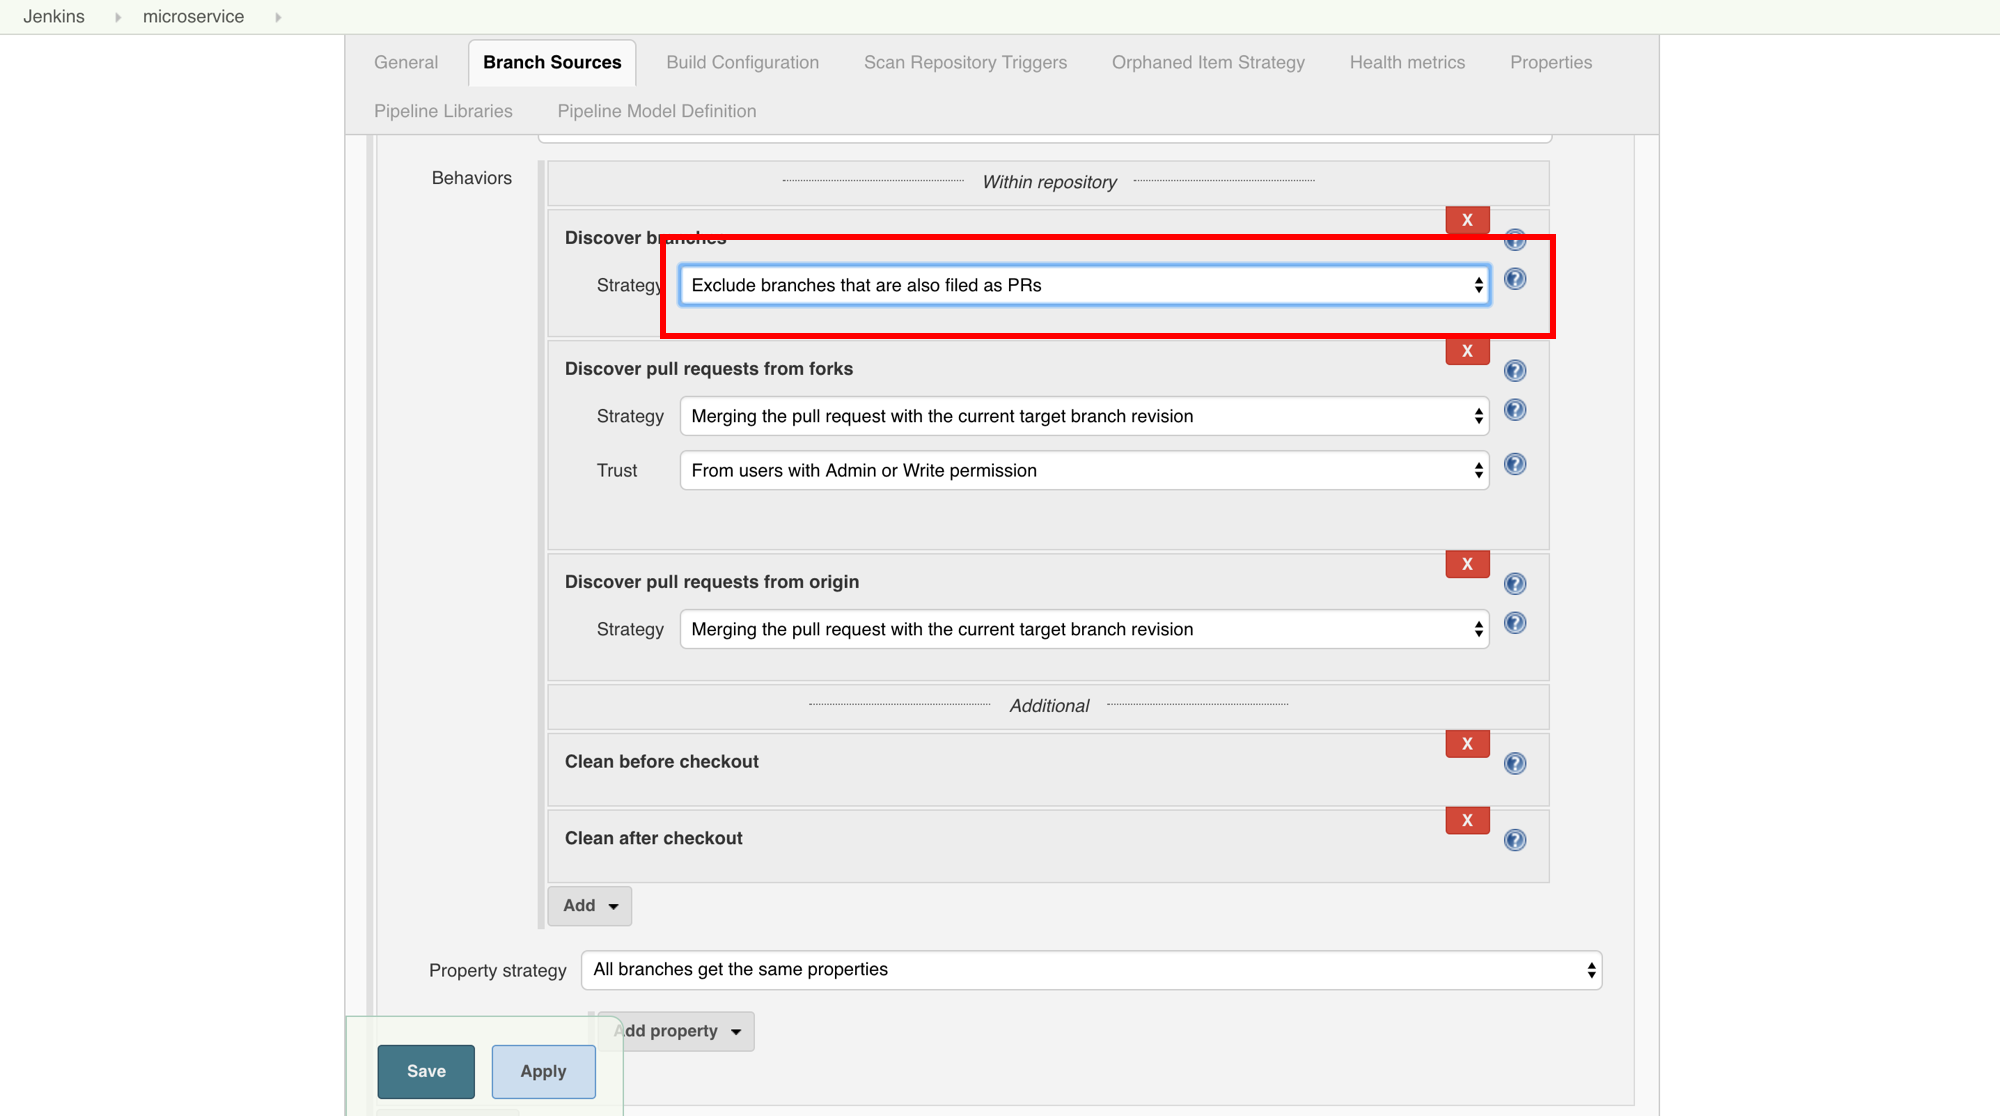 Jenkins microservice
General Branch Sources Build Configuration Scan Repository Triggers Orphaned Item Strategy Health metrics Properties
Pipeline Libraries Pipeline Model Definition
Behaviors
Within repository
X
Discover branches
Strategy Exclude branches that are also filed as PRs
X
Discover pull requests from forks
Strategy Merging the pull request with the current target branch revision
Trust From users with Admin or Write permission
X
Discover pull requests from origin
Strategy Merging the pull request with the current target branch revision
Additional
X
Clean before checkout
X
Clean after checkout
Add
Property strategy All branches get the same properties
Add property
Save Apply